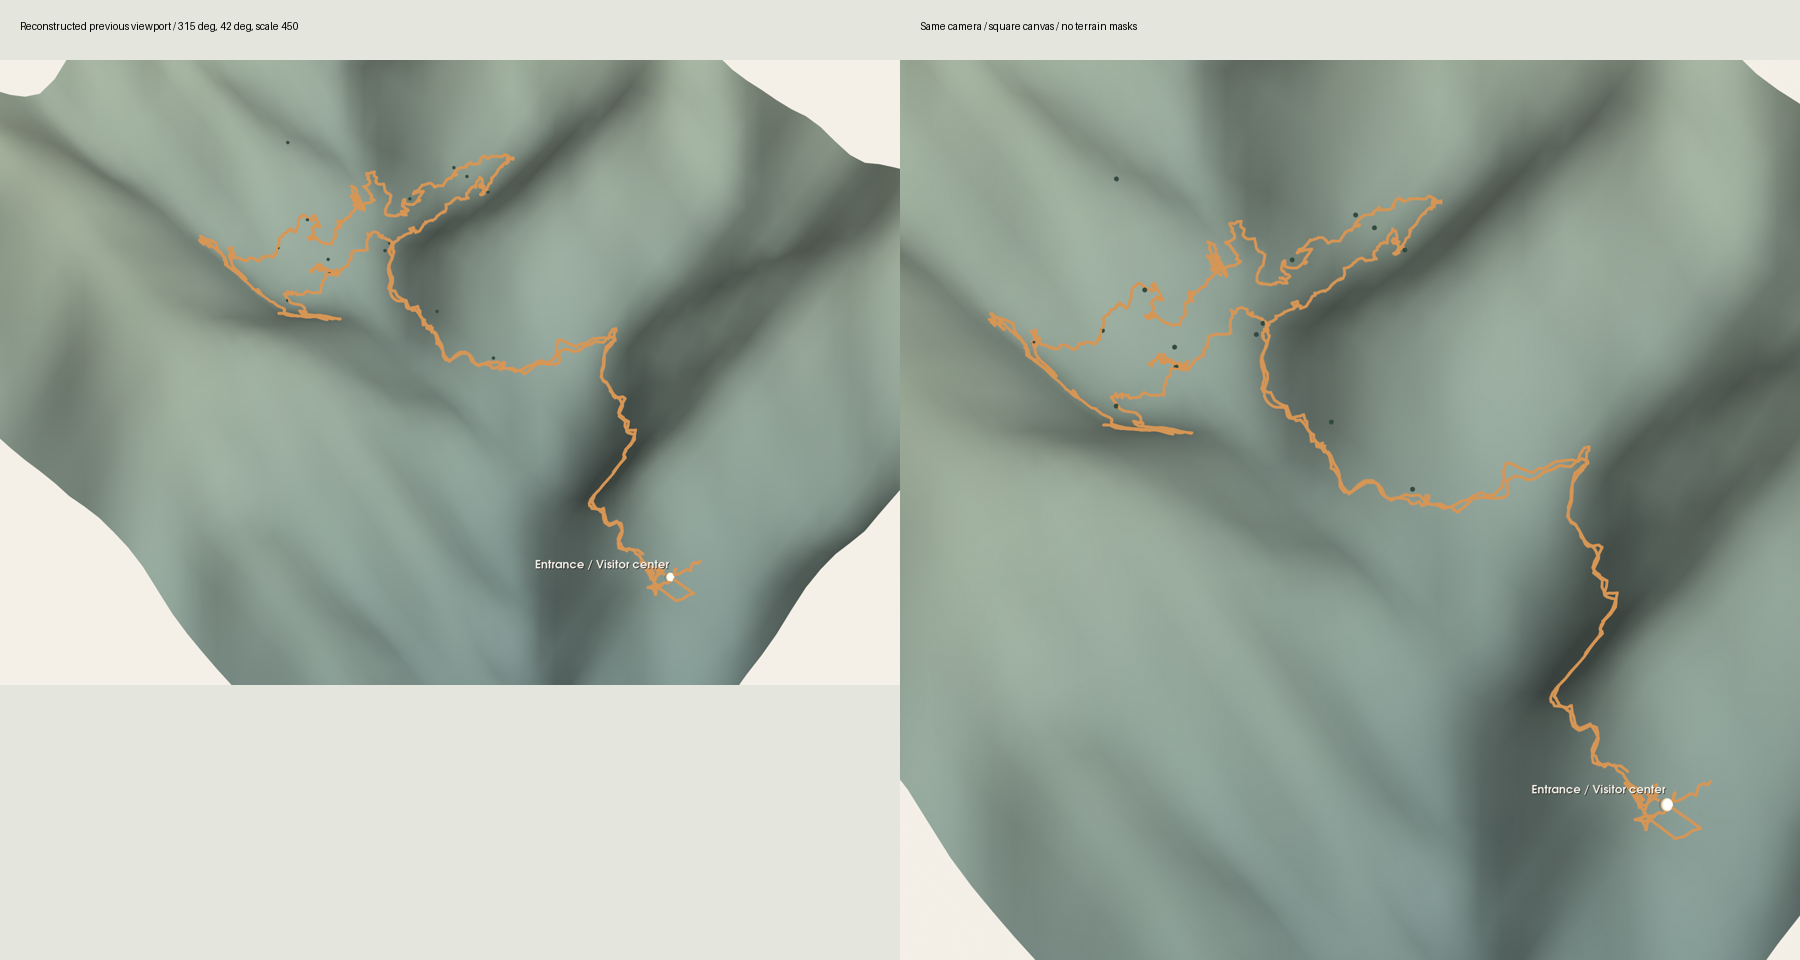 Reconstructed previous viewport / 315 deg, 42 deg, scale 450
Same camera / square canvas / no terrain masks
Entrance / Visitor center
Entrance / Visitor center